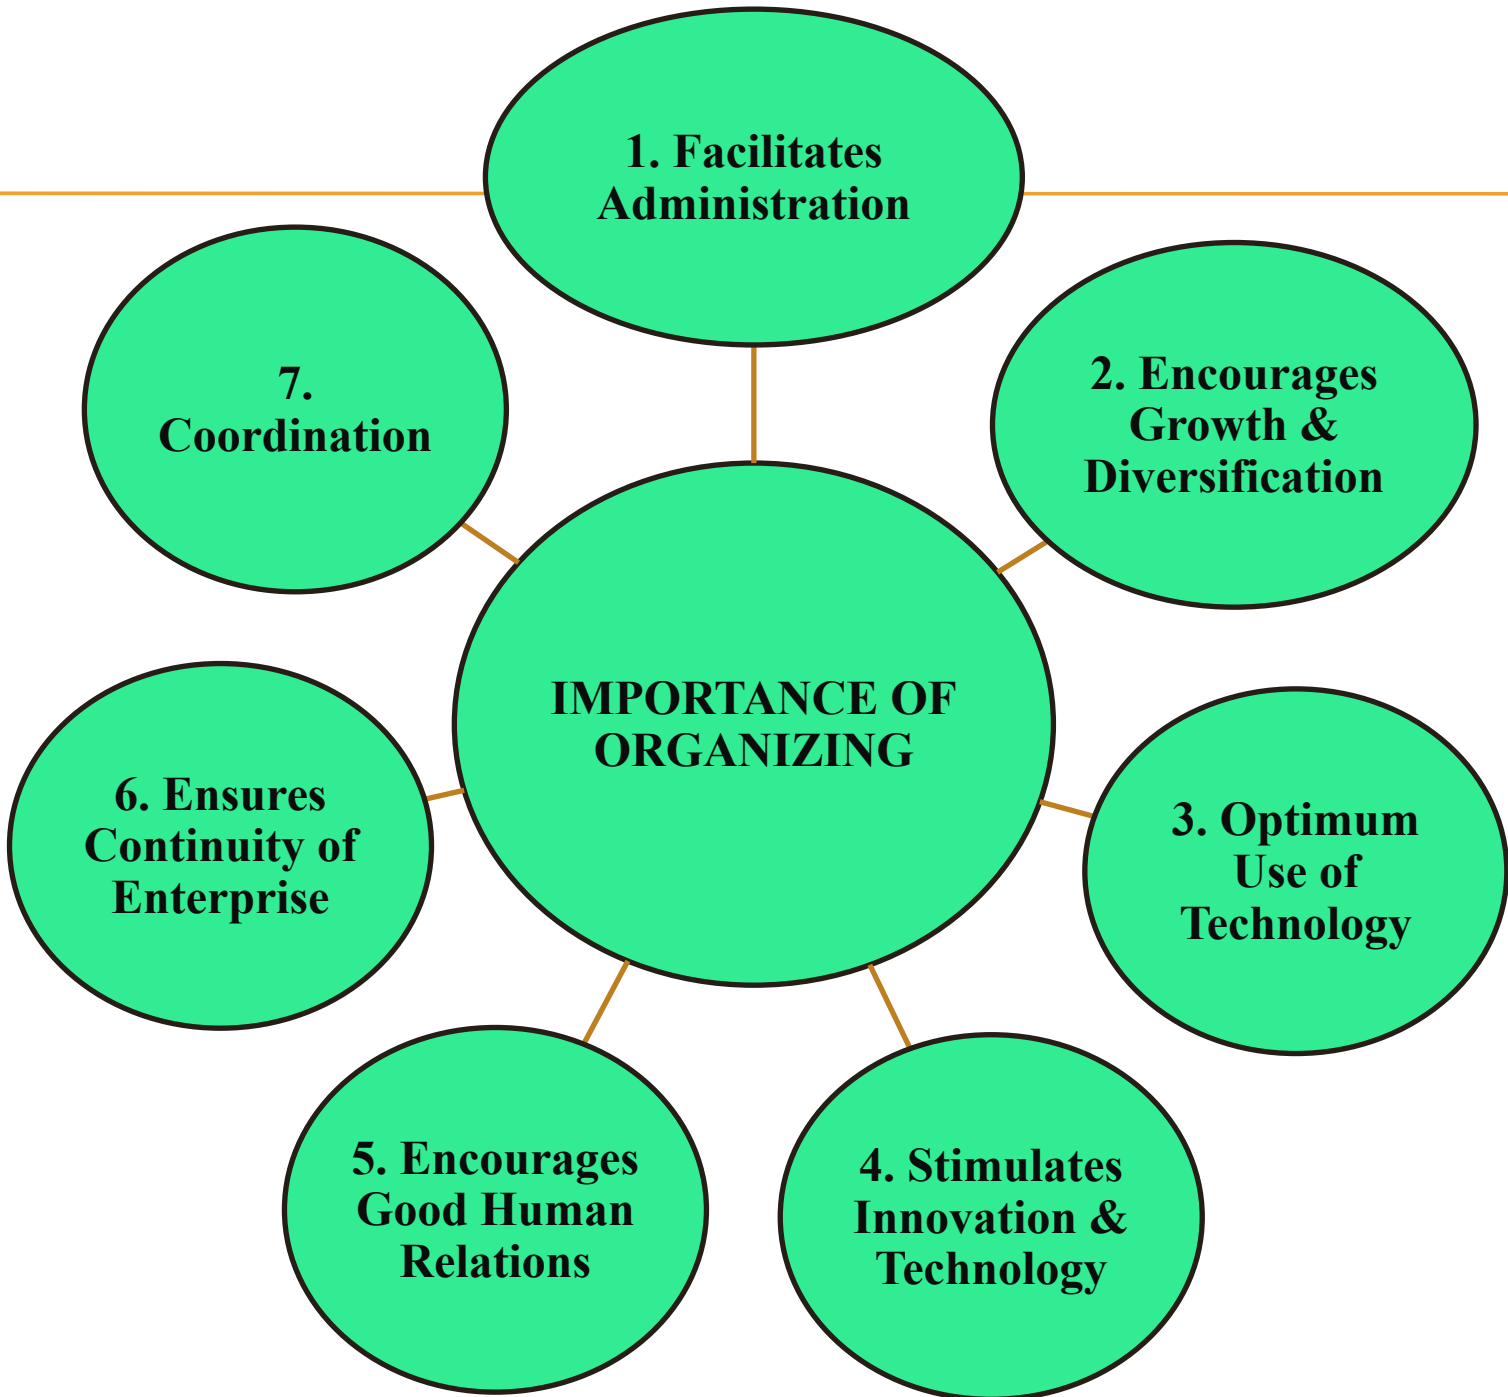 1. Facilitates
Administration
2. Encourages
Growth &
Diversification
3. Optimum
Use of
Technology
4. Stimulates
Innovation &
Technology
5. Encourages
Good Human
Relations
6. Ensures
Continuity of
Enterprise
7.
Coordination
IMPORTANCE OF
ORGANIZING